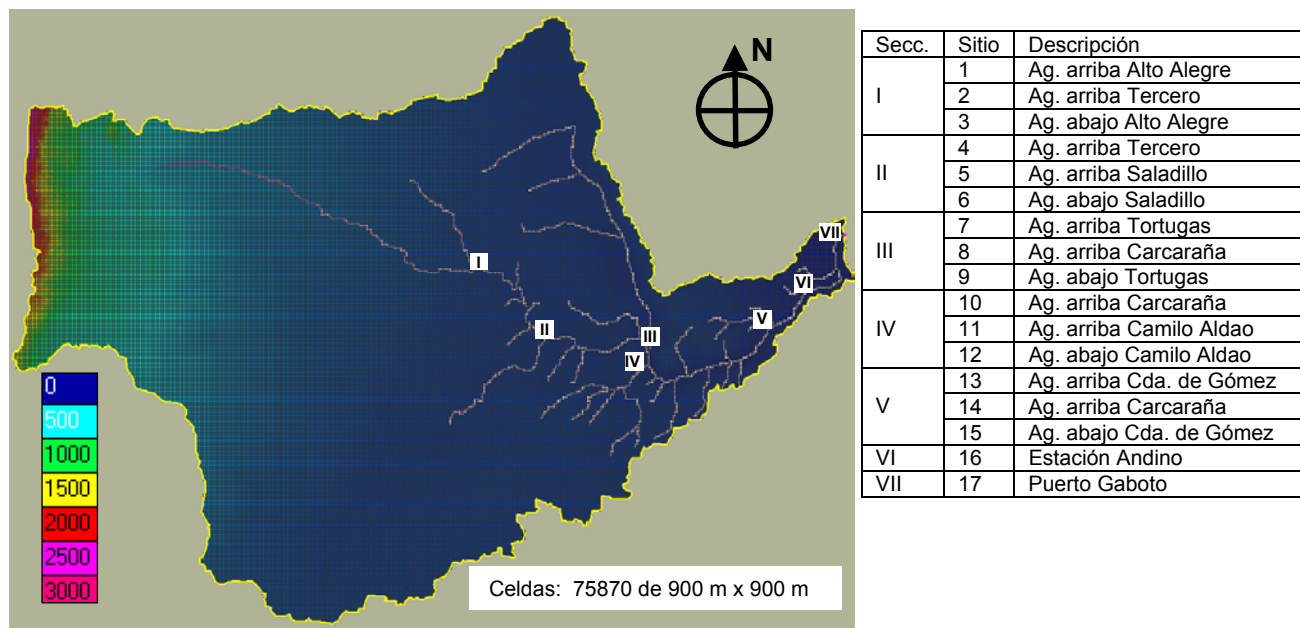 N
I
II
III
IV
V
VI
VII
0
500
1000
1500
2000
2500
3000
Celdas: 75870 de 900 m x 900 m
Secc. Sitio Descripción
I
1 Ag. arriba Alto Alegre
2 Ag. arriba Tercero
3 Ag. abajo Alto Alegre
II
4 Ag. arriba Tercero
5 Ag. arriba Saladillo
6 Ag. abajo Saladillo
III
7 Ag. arriba Tortugas
8 Ag. arriba Carcaraña
9 Ag. abajo Tortugas
IV
10 Ag. arriba Carcaraña
11 Ag. arriba Camilo Aldao
12 Ag. abajo Camilo Aldao
V
13 Ag. arriba Cda. de Gómez
14 Ag. arriba Carcaraña
15 Ag. abajo Cda. de Gómez
VI 16 Estación Andino
VII 17 Puerto Gaboto